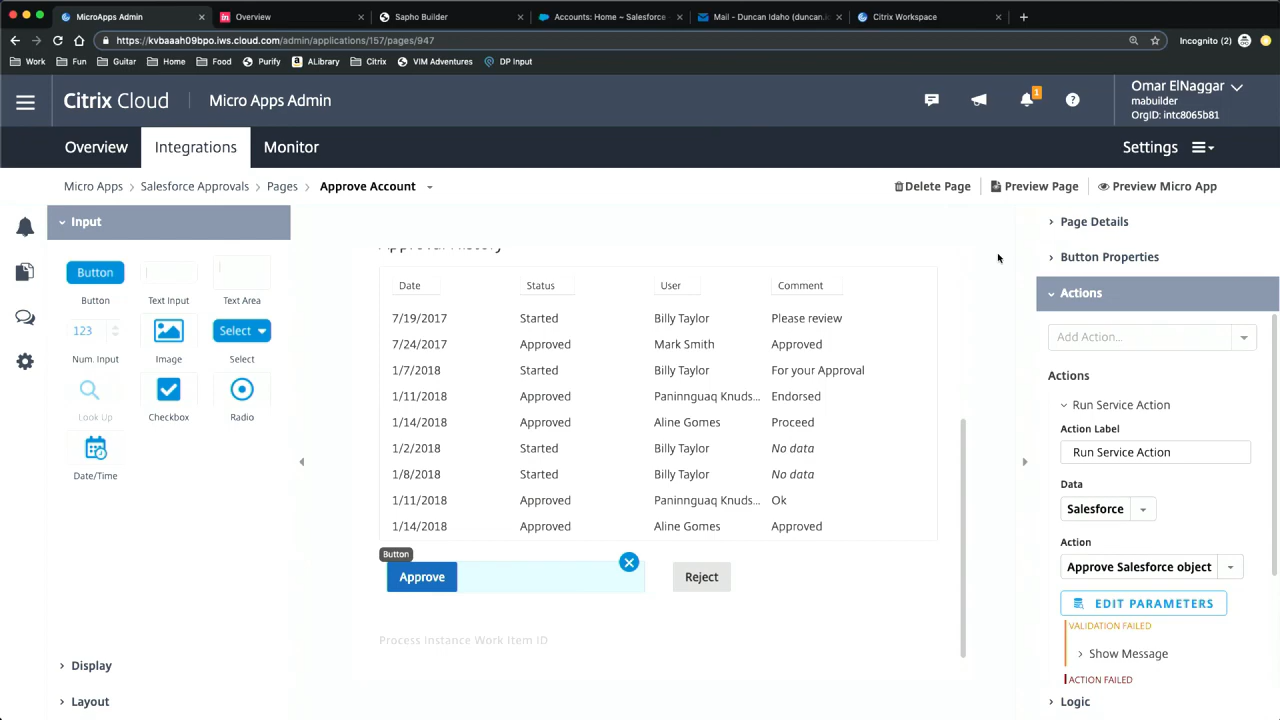 MicroApps Admin
Overview
Sapho Builder
Accounts: Home ~ Salesforce
Mail - Duncan Idaho (duncan.i
Citrix Workspace
https://kvbaaah09bpo.iws.cloud.com/admin/applications/157/pages/947
Incognito (2)
Work
Fun
Guitar
Home
Food
Purify
ALibrary
Citrix
VIM Adventures
DP Input
Citrix Cloud
Micro Apps Admin
1
Omar ElNaggar
mabuilder
OrgID: intc8065b81
Overview
Integrations
Monitor
Settings
Micro Apps > Salesforce Approvals > Pages > Approve Account
Delete Page
Preview Page
Preview Micro App
Input
Button
Button
Text Input
Text Area
123
Num. Input
Image
Select
Select
Look Up
Checkbox
Radio
Date/Time
Display
Layout
Approval History
Date Status User Comment
7/19/2017 Started Billy Taylor Please review
7/24/2017 Approved Mark Smith Approved
1/7/2018 Started Billy Taylor For your Approval
1/11/2018 Approved Paninnguaq Knuds... Endorsed
1/14/2018 Approved Aline Gomes Proceed
1/2/2018 Started Billy Taylor No data
1/8/2018 Started Billy Taylor No data
1/11/2018 Approved Paninnguaq Knuds... Ok
1/14/2018 Approved Aline Gomes Approved
Button
Approve
Reject
Process Instance Work Item ID
Page Details
Button Properties
Actions
Add Action...
Actions
Run Service Action
Action Label
Run Service Action
Data
Salesforce
Action
Approve Salesforce object
EDIT PARAMETERS
VALIDATION FAILED
Show Message
ACTION FAILED
Logic